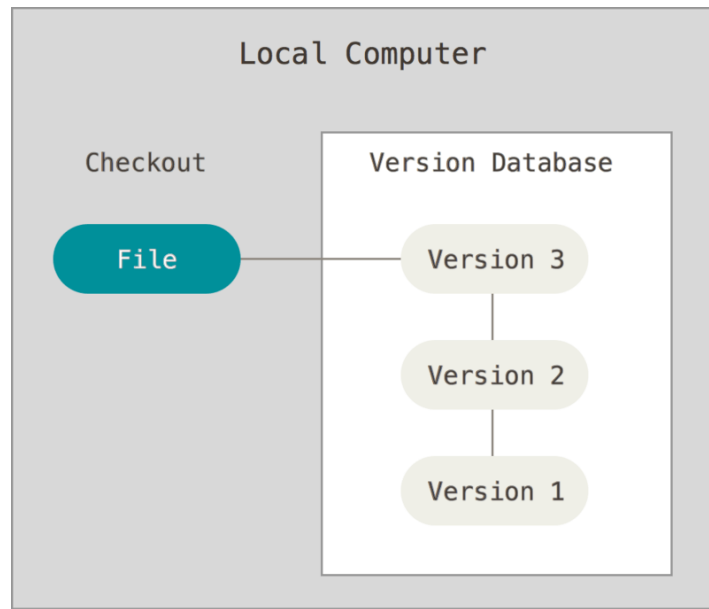 Local Computer
Checkout
Version Database
File
Version 3
Version 2
Version 1